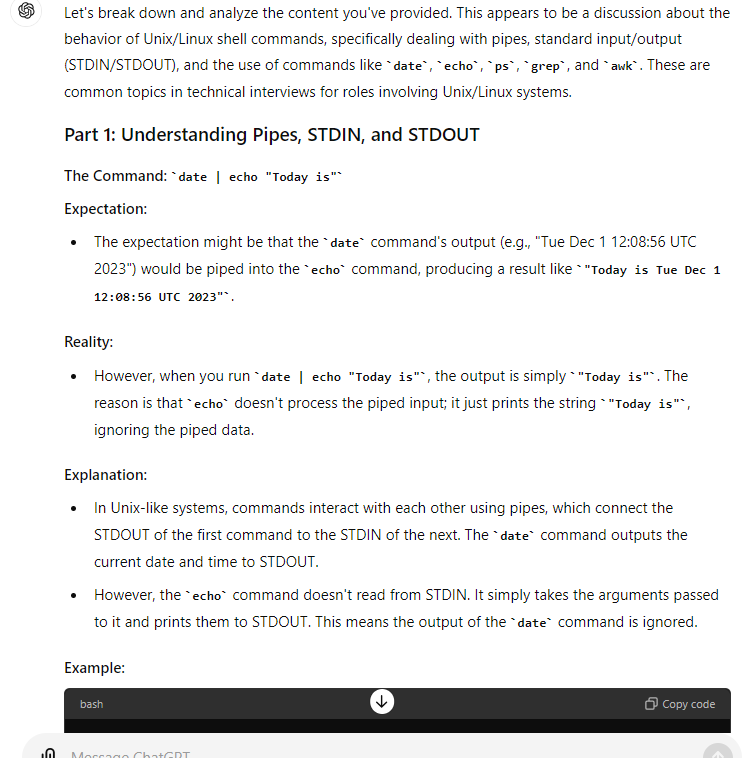 Let's break down and analyze the content you've provided. This appears to be a discussion about the
behavior of Unix/Linux shell commands, specifically dealing with pipes, standard input/output
(STDIN/STDOUT), and the use of commands like `date`, `echo`, `ps`, `grep`, and `awk`. These are
common topics in technical interviews for roles involving Unix/Linux systems.
Part 1: Understanding Pipes, STDIN, and STDOUT
The Command: `date | echo "Today is"`
Expectation:
• The expectation might be that the `date` command's output (e.g., "Tue Dec 1 12:08:56 UTC
2023") would be piped into the `echo` command, producing a result like `"Today is Tue Dec 1
12:08:56 UTC 2023"`.
Reality:
• However, when you run `date | echo "Today is"`, the output is simply `"Today is"`. The
reason is that `echo` doesn't process the piped input; it just prints the string `"Today is"`,
ignoring the piped data.
Explanation:
• In Unix-like systems, commands interact with each other using pipes, which connect the
STDOUT of the first command to the STDIN of the next. The `date` command outputs the
current date and time to STDOUT.
• However, the `echo` command doesn't read from STDIN. It simply takes the arguments passed
to it and prints them to STDOUT. This means the output of the `date` command is ignored.
Example:
bash Copy code
Message ChatGPT